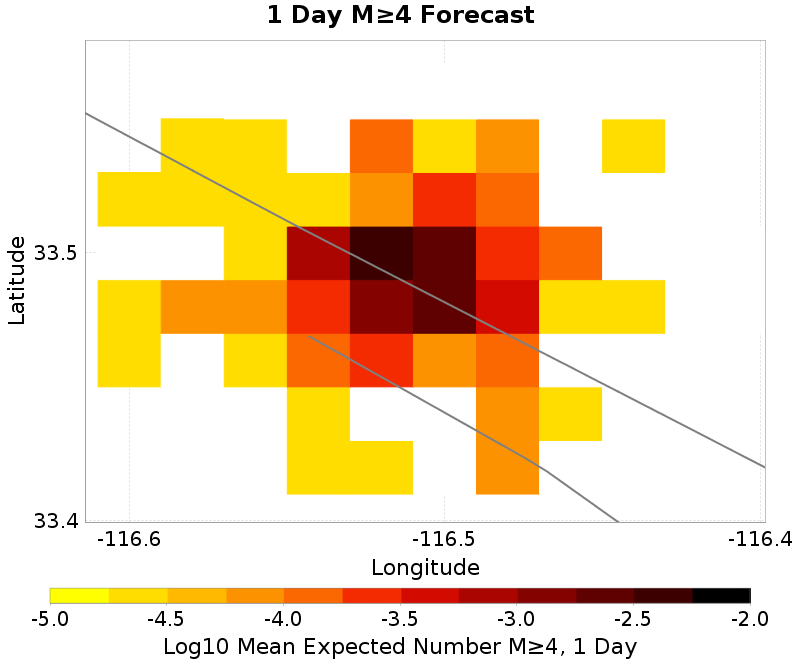 1 Day M≥4 Forecast
Latitude
33.5
33.4
-116.6 -116.5 -116.4
Longitude
-5.0 -4.5 -4.0 -3.5 -3.0 -2.5 -2.0
Log10 Mean Expected Number M≥4, 1 Day